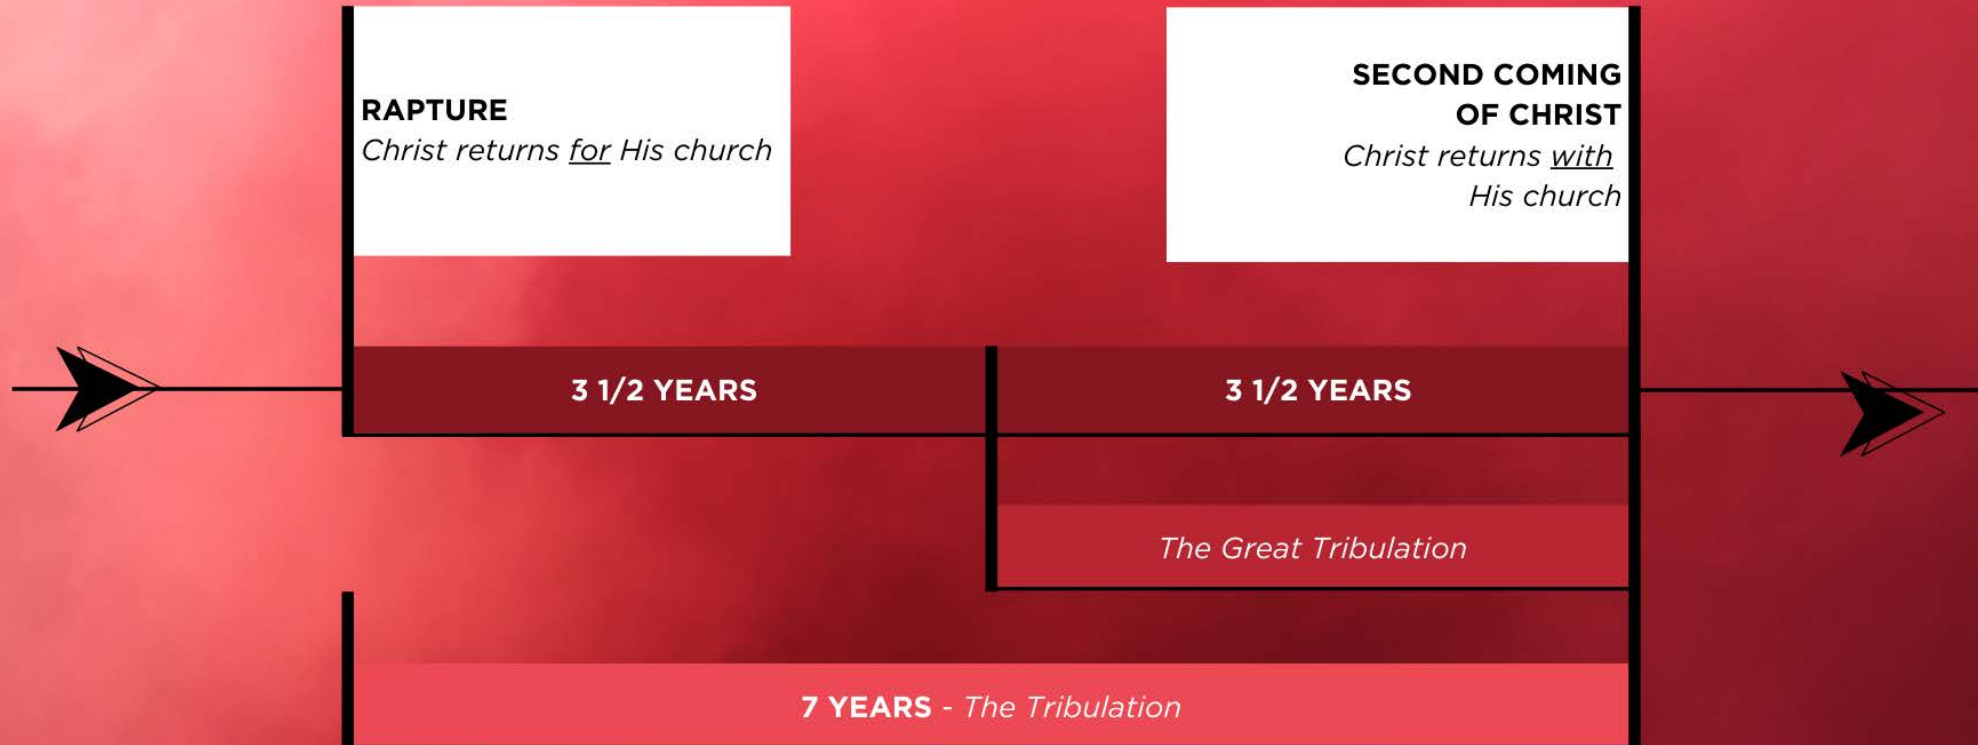 RAPTURE
Christ returns for His church
SECOND COMING
OF CHRIST
Christ returns with
His church
3 1/2 YEARS
3 1/2 YEARS
The Great Tribulation
7 YEARS - The Tribulation